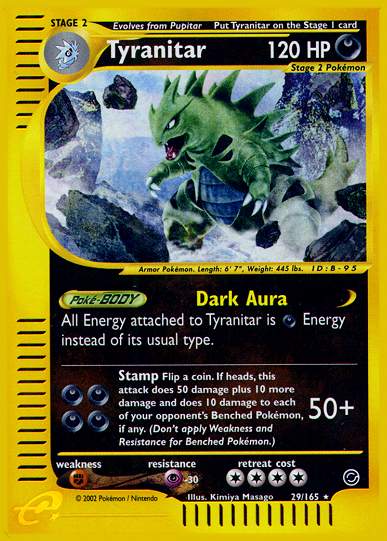 STAGE 2
Evolves from Pupitar Put Tyranitar on the Stage 1 card
Tyranitar 120 HP
Stage 2 Pokémon
Armor Pokémon. Length: 6' 7", Weight: 445 lbs. ID:B-95
Poké-BODY Dark Aura
All Energy attached to Tyranitar is Energy
instead of its usual type.
Stamp Flip a coin. If heads, this
attack does 50 damage plus 10 more
damage and does 10 damage to each
of your opponent's Benched Pokémon, 50+
if any. (Don't apply Weakness and
Resistance for Benched Pokémon.)
weakness resistance retreat cost
-30
© 2002 Pokémon / Nintendo Illus. Kimiya Masago 29/165 ★
e